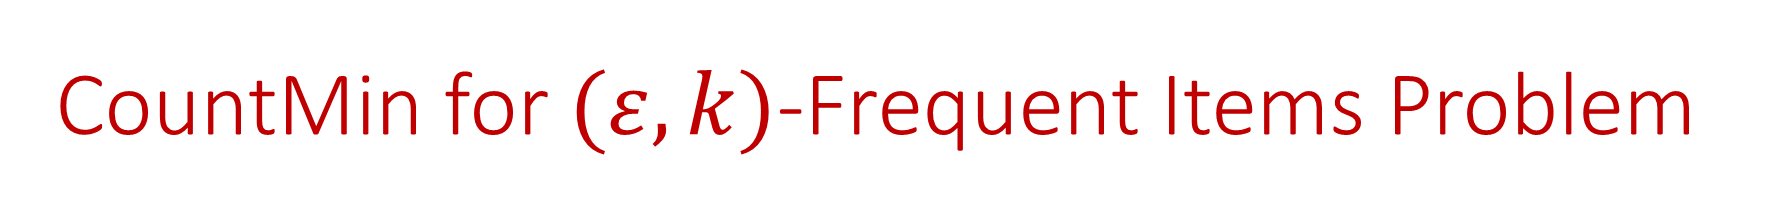 CountMin for (ε, k)-Frequent Items Problem